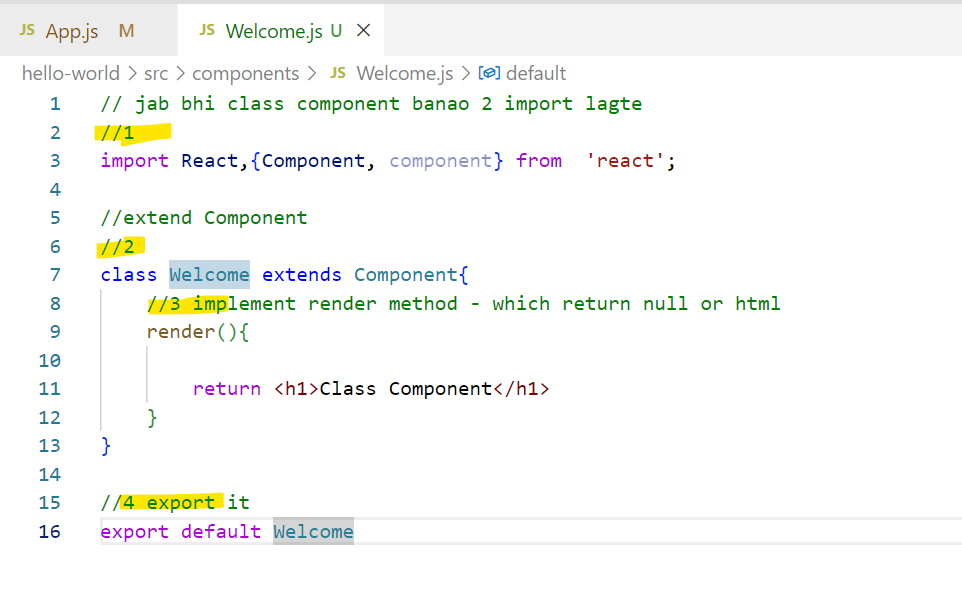 JS App.js M JS Welcome.js U
hello-world > src > components > JS Welcome.js > default
1 // jab bhi class component banao 2 import lagte
2 //1
3 import React,{Component, component} from  'react';
4
5 //extend Component
6 //2
7 class Welcome extends Component{
8     //3 implement render method - which return null or html
9     render(){
10
11         return <h1>Class Component</h1>
12     }
13 }
14
15 //4 export it
16 export default Welcome